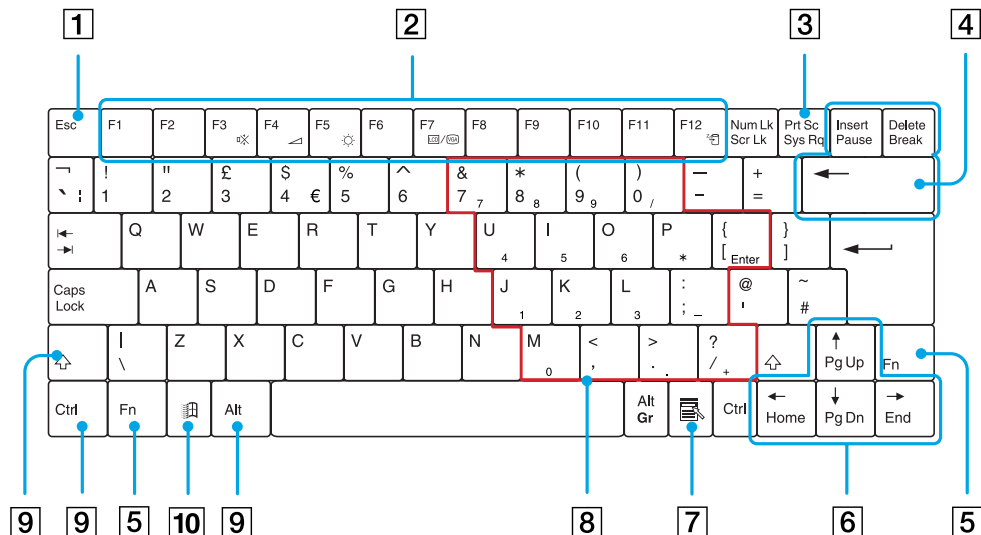 1 2 3 4
Esc F1 F2 F3 F4 F5 F6 F7 LCD/VGA F8 F9 F10 F11 F12 Num Lk Prt Sc Insert Delete
Scr Lk Sys Rq Pause Break
¬ ! " £ $ % ^ & * ( ) — +
` ¦ 1 2 3 4 € 5 6 7 7 8 8 9 9 0 / - =
Q W E R T Y U 4 I 5 O 6 P * { [ Enter } ]
Caps Lock A S D F G H J 1 K 2 L 3 : ; _ @ ' ~ #
| \ Z X C V B N M 0 < , > . . ? / + Pg Up Fn
Ctrl Fn Alt Alt Gr Ctrl Home Pg Dn End
9 9 5 10 9 8 7 6 5